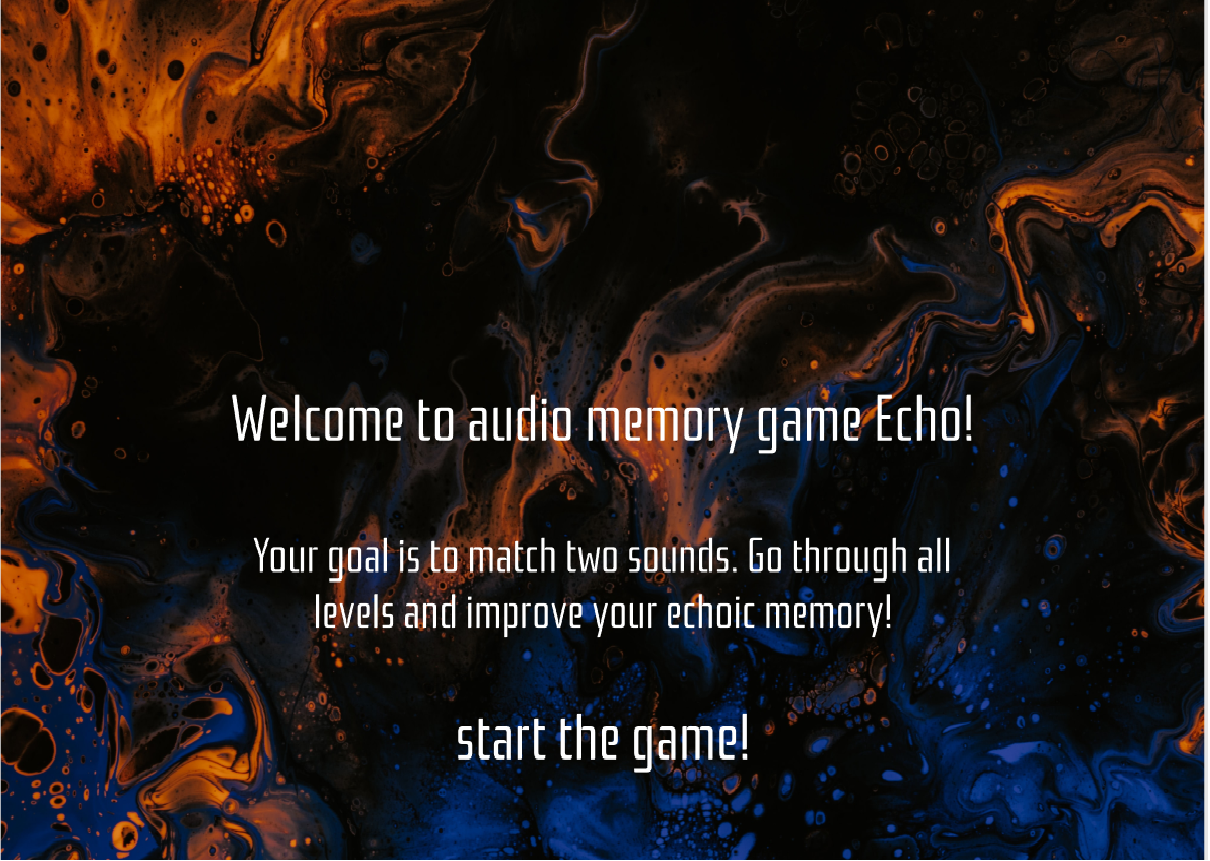 Welcome to audio memory game Echo!
Your goal is to match two sounds. Go through all
levels and improve your echoic memory!
start the game!